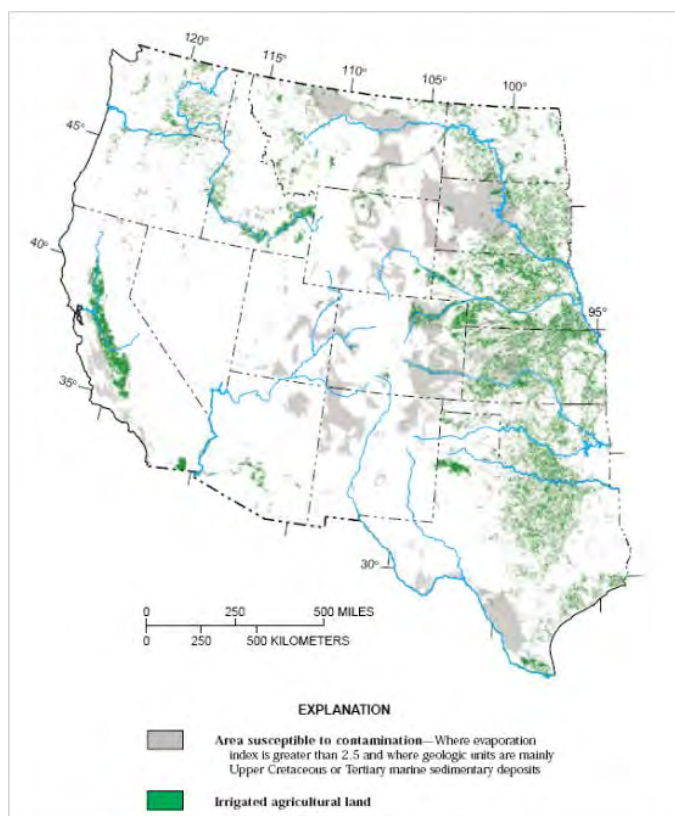 120°
115°
110°
105°
100°
45°
40°
95°
35°
30°
0 250 500 MILES
0 250 500 KILOMETERS
EXPLANATION
Area susceptible to contamination—Where evaporation
index is greater than 2.5 and where geologic units are mainly
Upper Cretaceous or Tertiary marine sedimentary deposits
Irrigated agricultural land